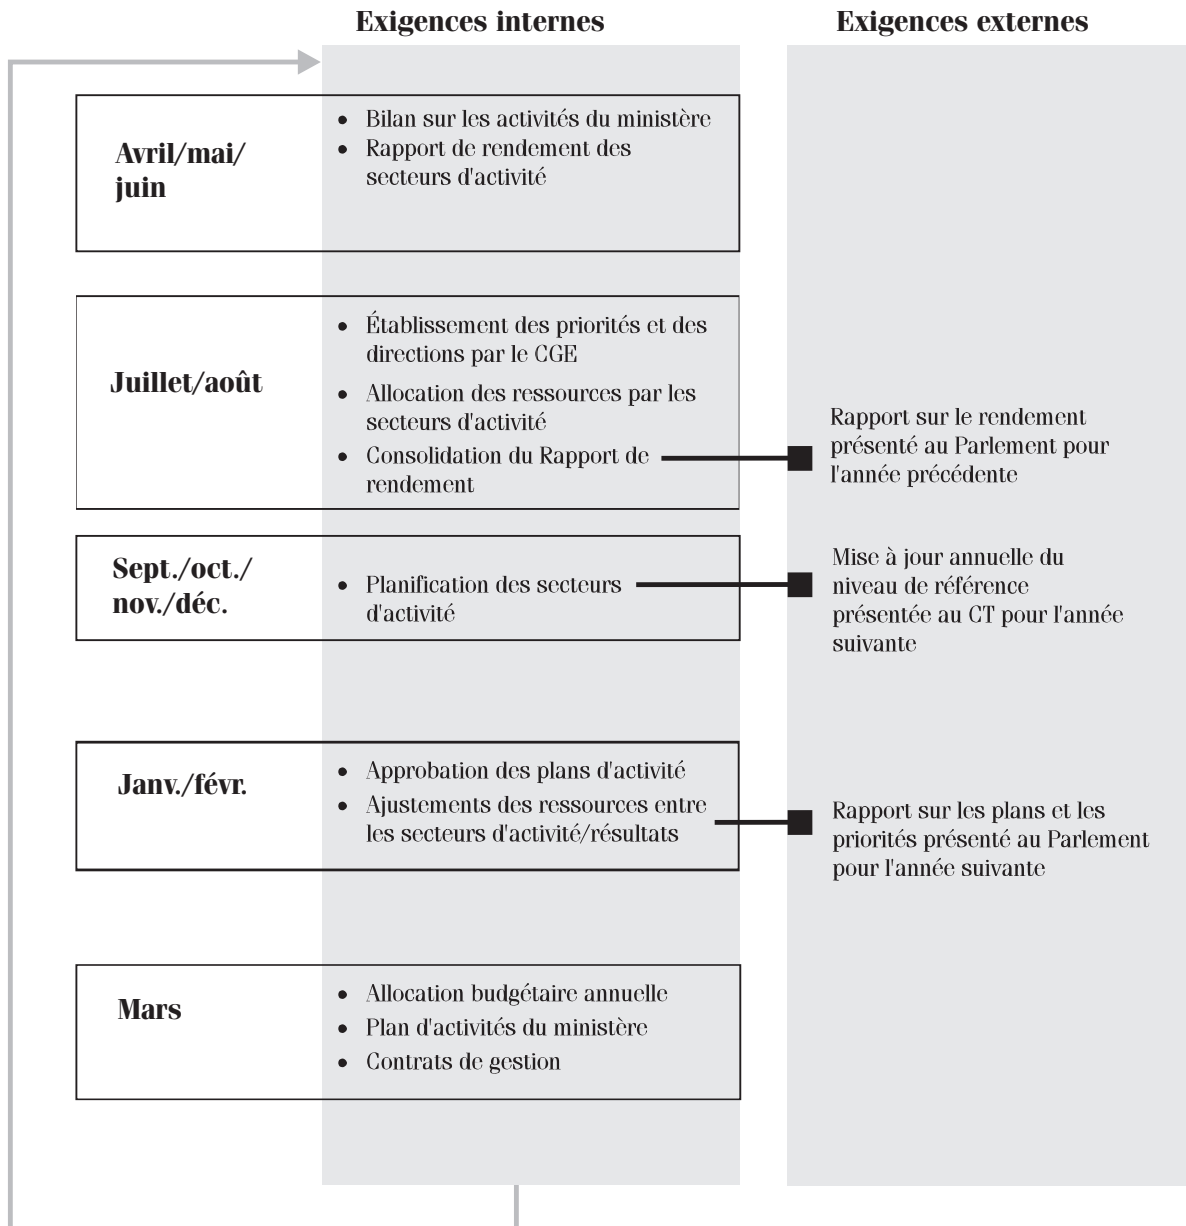 Exigences internes
Exigences externes
Avril/mai/
juin
• Bilan sur les activités du ministère
• Rapport de rendement des
secteurs d'activité
Juillet/août
• Établissement des priorités et des
directions par le CGE
• Allocation des ressources par les
secteurs d'activité
• Consolidation du Rapport de
rendement
Rapport sur le rendement
présenté au Parlement pour
l'année précédente
Sept./oct./
nov./déc.
• Planification des secteurs
d'activité
Mise à jour annuelle du
niveau de référence
présentée au CT pour l'année
suivante
Janv./févr.
• Approbation des plans d'activité
• Ajustements des ressources entre
les secteurs d'activité/résultats
Rapport sur les plans et les
priorités présenté au Parlement
pour l'année suivante
Mars
• Allocation budgétaire annuelle
• Plan d'activités du ministère
• Contrats de gestion